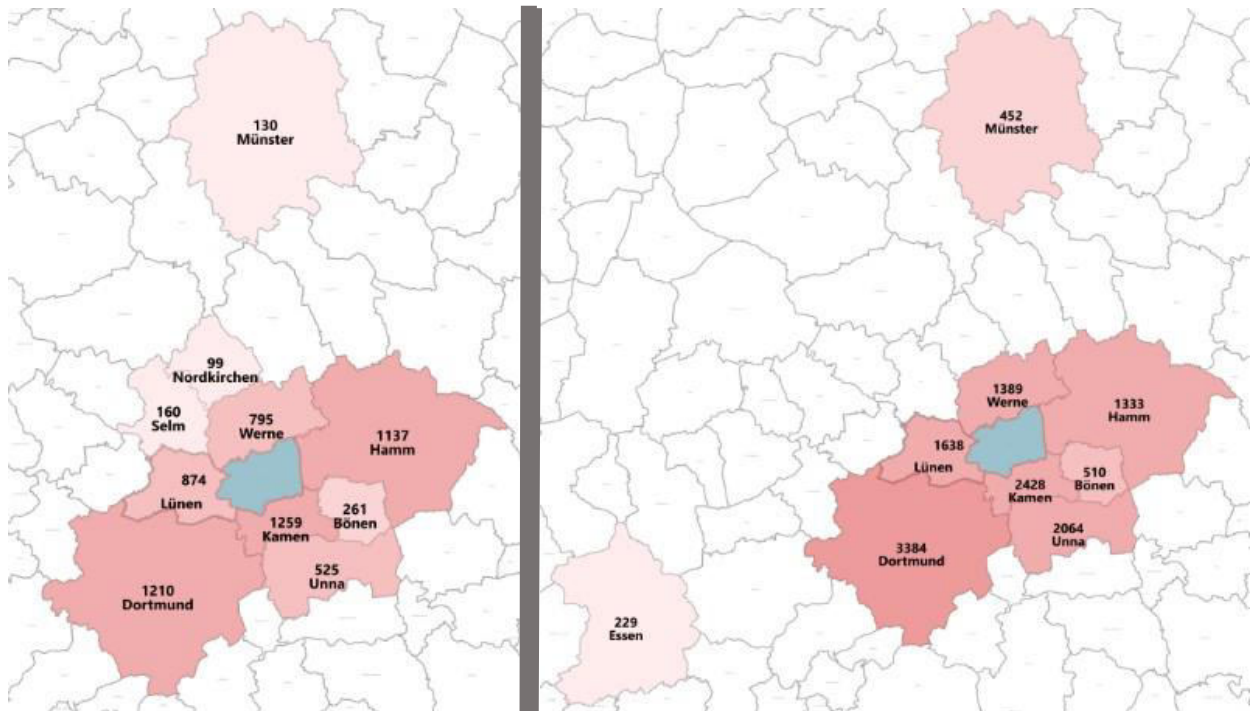 130
Münster
99
Nordkirchen
160
Selm
795
Werne
1137
Hamm
874
Lünen
261
Bönen
1259
Kamen
525
Unna
1210
Dortmund
452
Münster
1389
Werne
1333
Hamm
1638
Lünen
510
Bönen
2428
Kamen
2064
Unna
3384
Dortmund
229
Essen